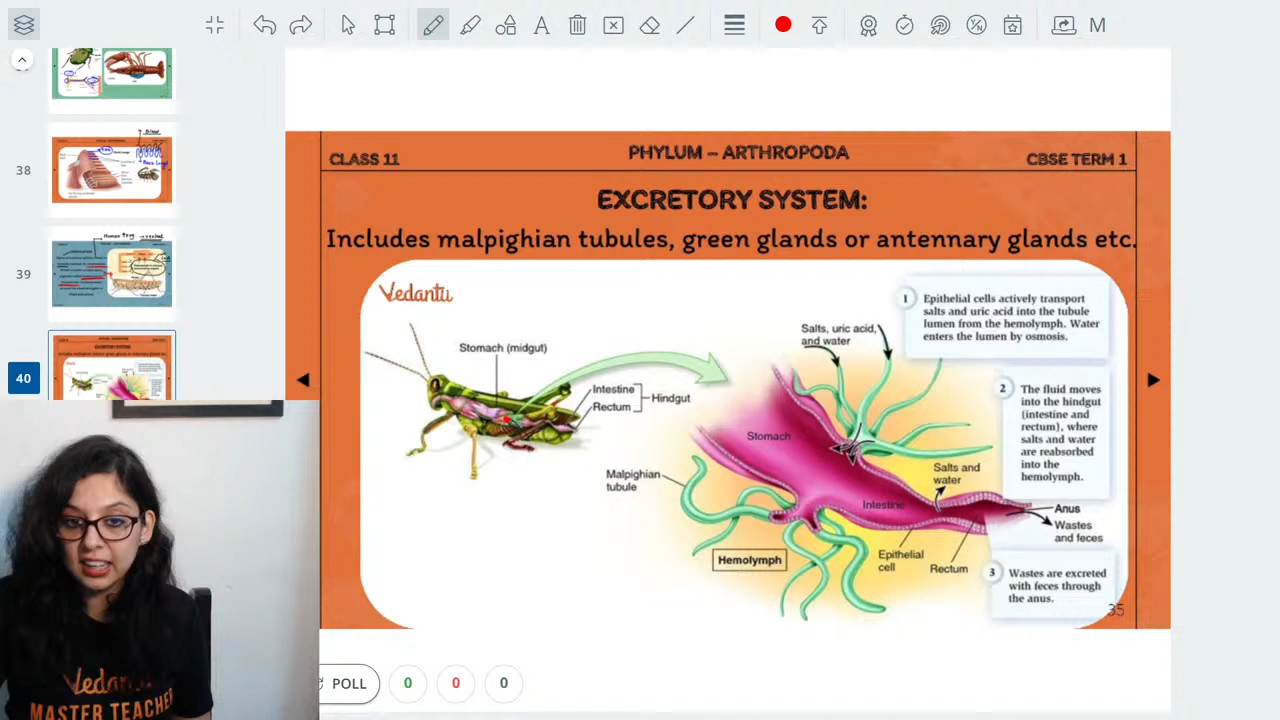 M
38
39
40
CLASS 11
PHYLUM – ARTHROPODA
CBSE TERM 1
EXCRETORY SYSTEM:
Includes malpighian tubules, green glands or antennary glands etc.
Vedantu
Stomach (midgut)
Intestine
Rectum
Hindgut
Salts, uric acid,
and water
1 Epithelial cells actively transport
salts and uric acid into the tubule
lumen from the hemolymph. Water
enters the lumen by osmosis.
2 The fluid moves
into the hindgut
(intestine and
rectum), where
salts and water
are reabsorbed
into the
hemolymph.
Stomach
Malpighian
tubule
Salts and
water
Intestine
Anus
Wastes
and feces
Hemolymph
Epithelial
cell
Rectum
3 Wastes are excreted
with feces through
the anus.
35
POLL
0
0
0
Vedantu
MASTER TEACHER